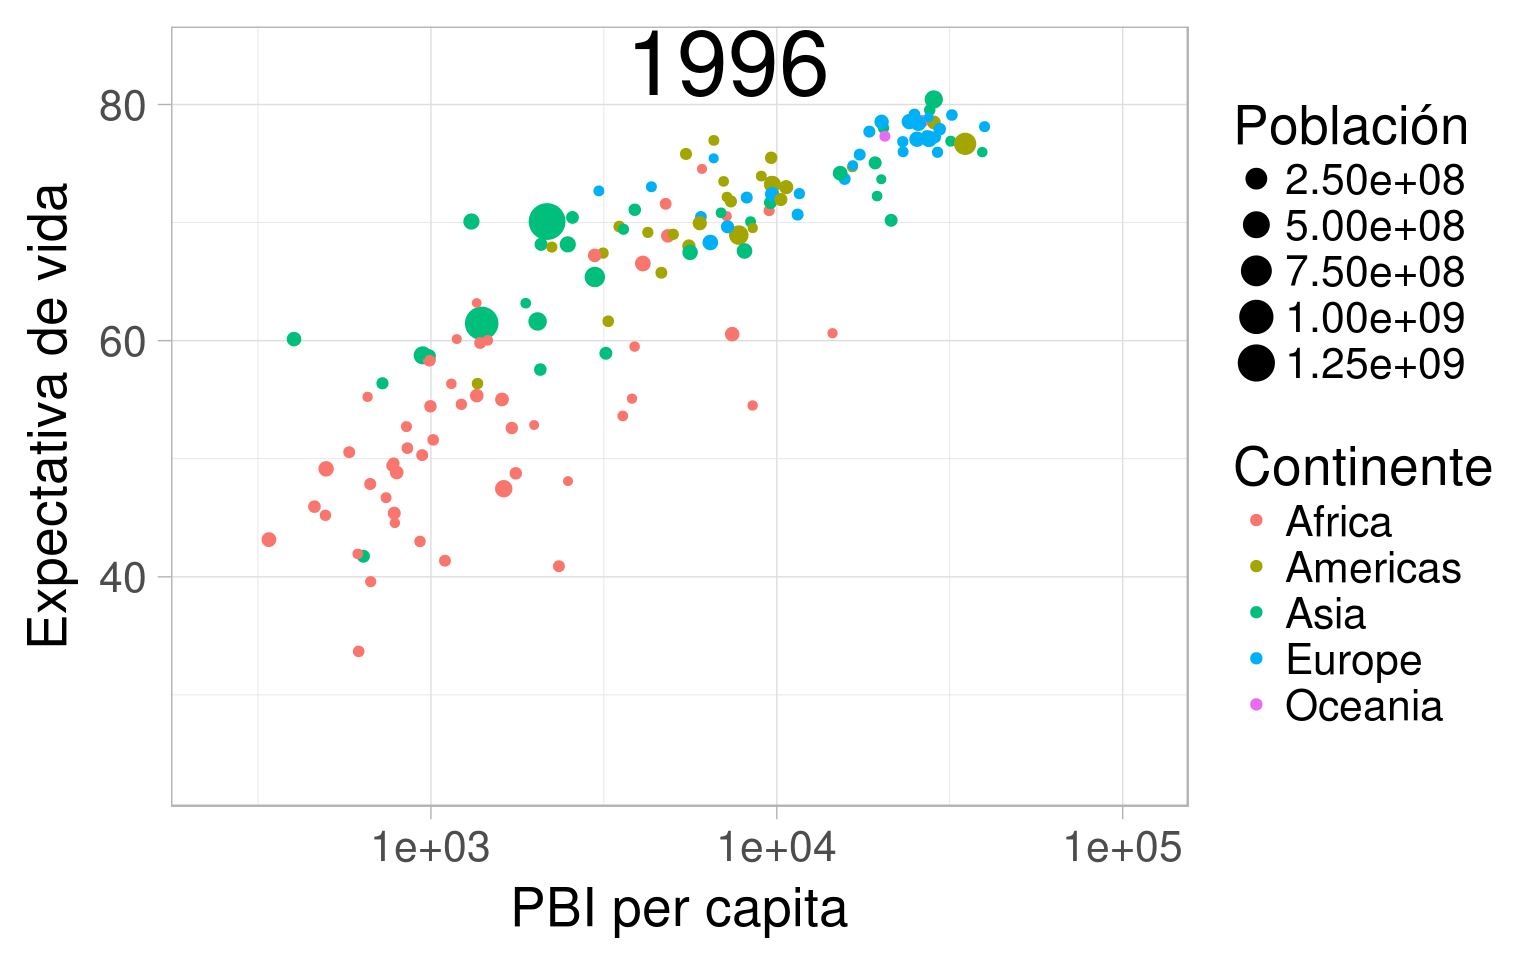 1996
80
60
40
Expectativa de vida
1e+03
1e+04
1e+05
PBI per capita
Población
2.50e+08
5.00e+08
7.50e+08
1.00e+09
1.25e+09
Continente
Africa
Americas
Asia
Europe
Oceania